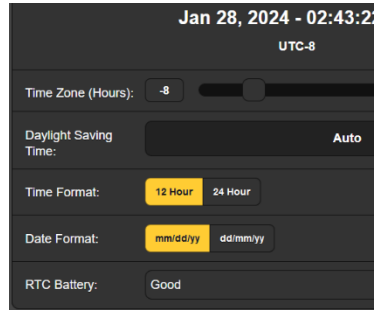 Jan 28, 2024 - 02:43:22
UTC-8
Time Zone (Hours): -8
Daylight Saving Time: Auto
Time Format: 12 Hour 24 Hour
Date Format: mm/dd/yy dd/mm/yy
RTC Battery: Good